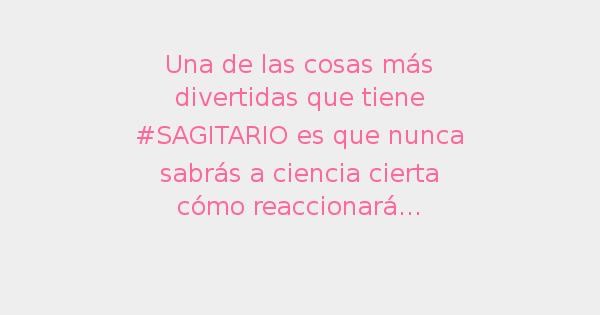 Una de las cosas más
divertidas que tiene
#SAGITARIO es que nunca
sabrás a ciencia cierta
cómo reaccionará...